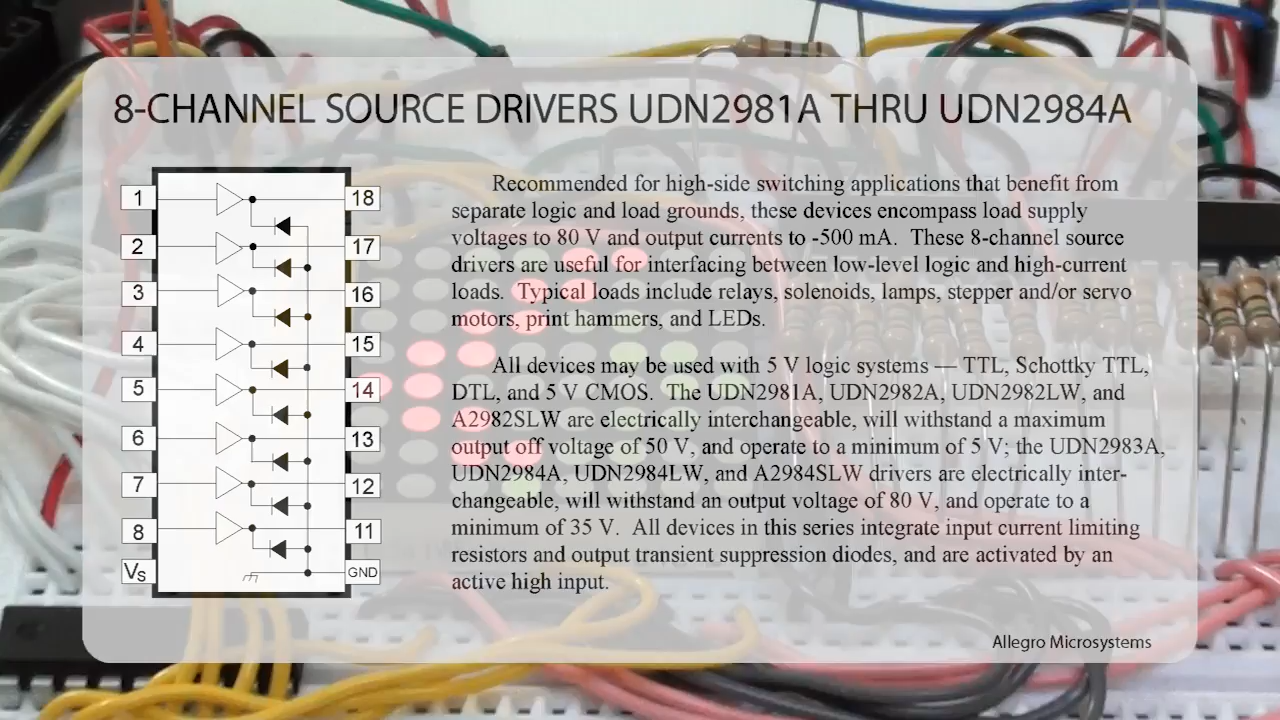 8-CHANNEL SOURCE DRIVERS UDN2981A THRU UDN2984A
1
18
2
17
3
16
4
15
5
14
6
13
7
12
8
11
VS
GND
Recommended for high-side switching applications that benefit from
separate logic and load grounds, these devices encompass load supply
voltages to 80 V and output currents to -500 mA. These 8-channel source
drivers are useful for interfacing between low-level logic and high-current
loads. Typical loads include relays, solenoids, lamps, stepper and/or servo
motors, print hammers, and LEDs.
All devices may be used with 5 V logic systems — TTL, Schottky TTL,
DTL, and 5 V CMOS. The UDN2981A, UDN2982A, UDN2982LW, and
A2982SLW are electrically interchangeable, will withstand a maximum
output off voltage of 50 V, and operate to a minimum of 5 V; the UDN2983A,
UDN2984A, UDN2984LW, and A2984SLW drivers are electrically inter-
changeable, will withstand an output voltage of 80 V, and operate to a
minimum of 35 V. All devices in this series integrate input current limiting
resistors and output transient suppression diodes, and are activated by an
active high input.
Allegro Microsystems